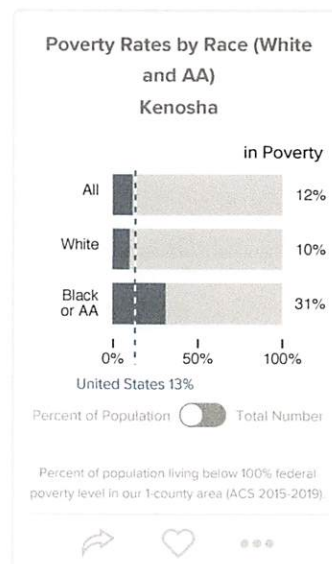 Poverty Rates by Race (White
and AA)
Kenosha
in Poverty
All 12%
White 10%
Black
or AA 31%
0% 50% 100%
United States 13%
Percent of Population Total Number
Percent of population living below 100% federal
poverty level in our 1-county area (ACS 2015-2019).